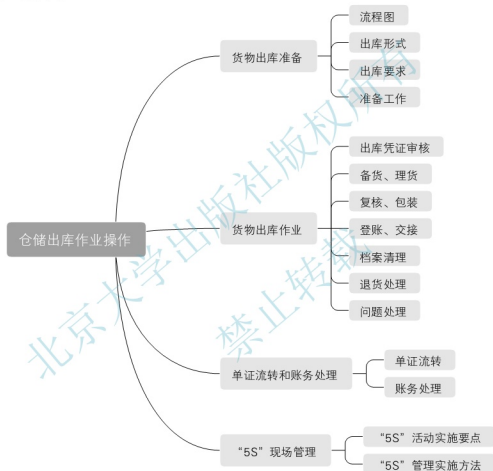 仓储出库作业操作
货物出库准备
流程图
出库形式
出库要求
准备工作
货物出库作业
出库凭证审核
备货、理货
复核、包装
登账、交接
档案清理
退货处理
问题处理
单证流转和账务处理
单证流转
账务处理
“5S”现场管理
“5S”活动实施要点
“5S”管理实施方法
北京大学出版社版权所有
禁止转载